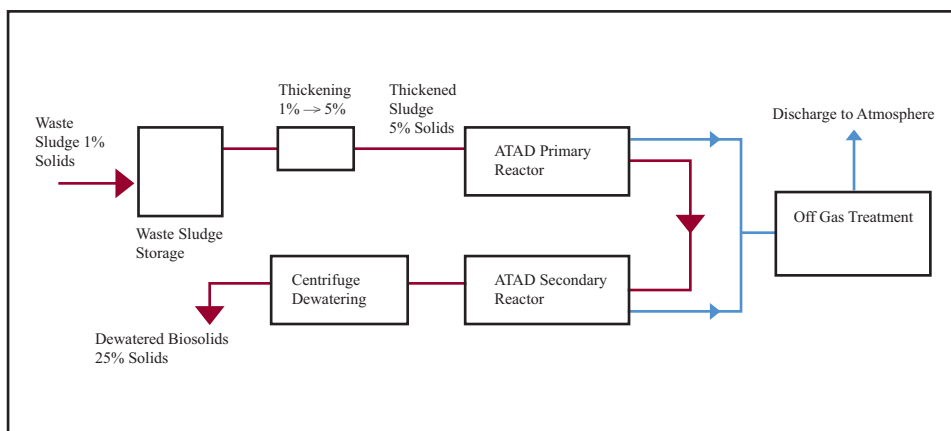 Waste
Sludge 1%
Solids
Waste Sludge
Storage
Thickening
1% –> 5%
Thickened
Sludge
5% Solids
ATAD Primary
Reactor
Discharge to Atmosphere
Off Gas Treatment
ATAD Secondary
Reactor
Centrifuge
Dewatering
Dewatered Biosolids
25% Solids